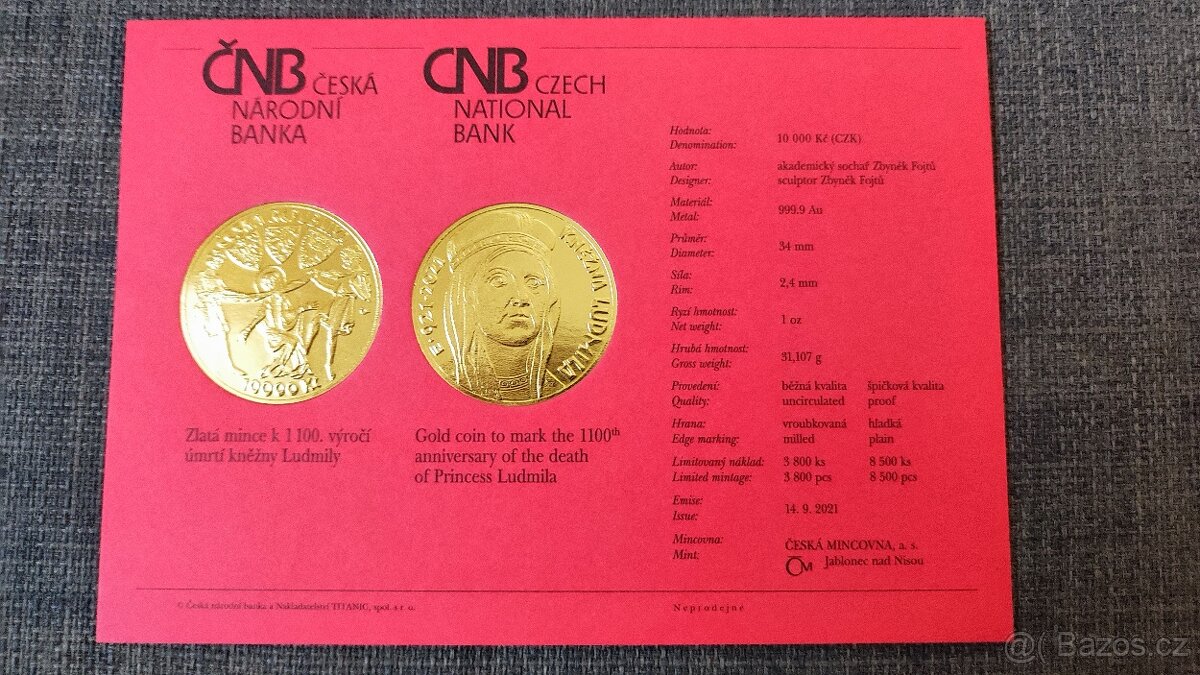 ČNB ČESKÁ
NÁRODNÍ
BANKA
CNB CZECH
NATIONAL
BANK
KNĚŽNA LUDMILA
921-2021
10000 Kč
Zlatá mince k 1100. výročí
úmrtí kněžny Ludmily
Gold coin to mark the 1100th
anniversary of the death
of Princess Ludmila
Hodnota:
Denomination:
10 000 Kč (CZK)
Autor:
Designer:
akademický sochař Zbyněk Fojtů
sculptor Zbyněk Fojtů
Materiál:
Metal:
999.9 Au
Průměr:
Diameter:
34 mm
Síla:
Rim:
2,4 mm
Ryzí hmotnost:
Net weight:
1 oz
Hrubá hmotnost:
Gross weight:
31,107 g
Provedení:
Quality:
běžná kvalita špičková kvalita
uncirculated proof
Hrana:
Edge marking:
vroubkovaná hladká
milled plain
Limitovaný náklad:
Limited mintage:
3 800 ks 8 500 ks
3 800 pcs 8 500 pcs
Emise:
Issue:
14. 9. 2021
Mincovna:
Mint:
ČESKÁ MINCOVNA, a. s.
ČM Jablonec nad Nisou
© Česká národní banka a Nakladatelství TITANIC, spol. s r. o.
Neprodejné
@( Bazos.cz